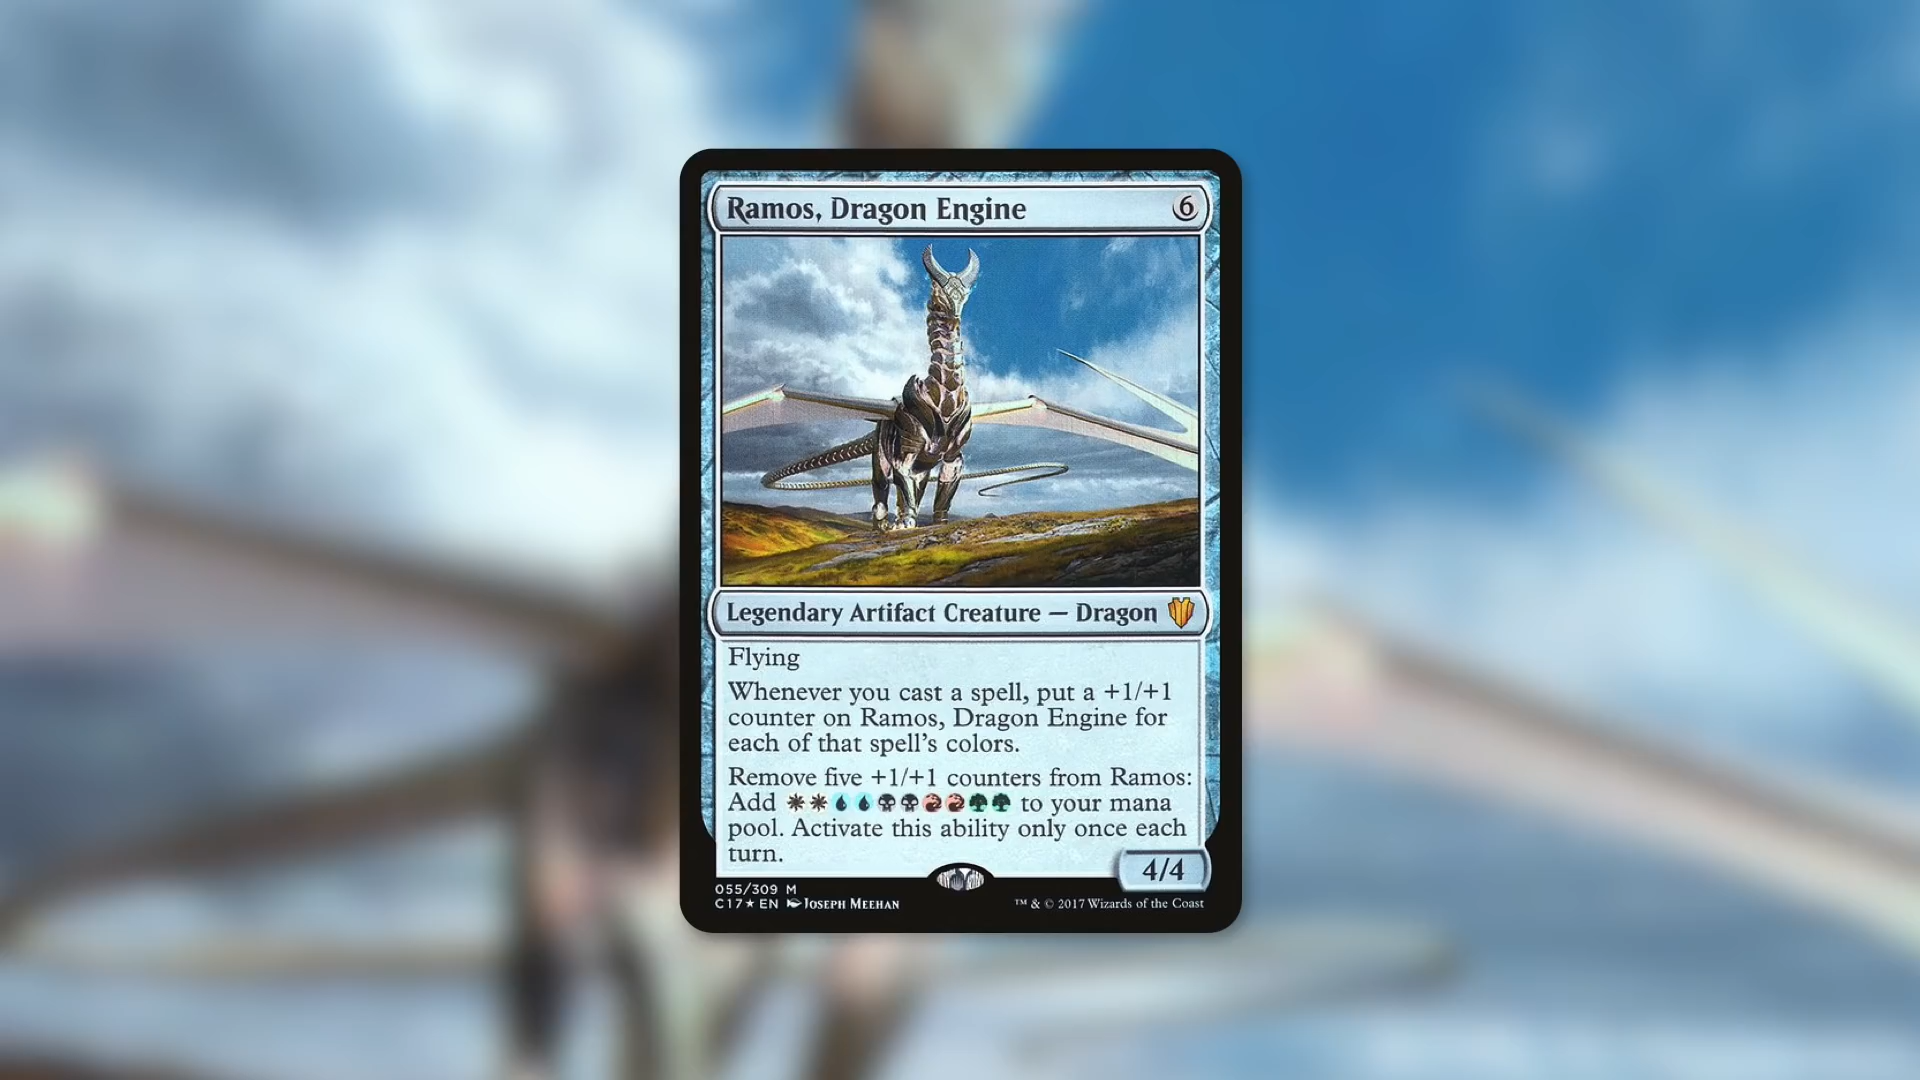 Ramos, Dragon Engine 6
Legendary Artifact Creature — Dragon
Flying
Whenever you cast a spell, put a +1/+1
counter on Ramos, Dragon Engine for
each of that spell's colors.
Remove five +1/+1 counters from Ramos:
Add to your mana
pool. Activate this ability only once each
turn.
4/4
055/309 M
C17★EN Joseph Meehan
™ & © 2017 Wizards of the Coast